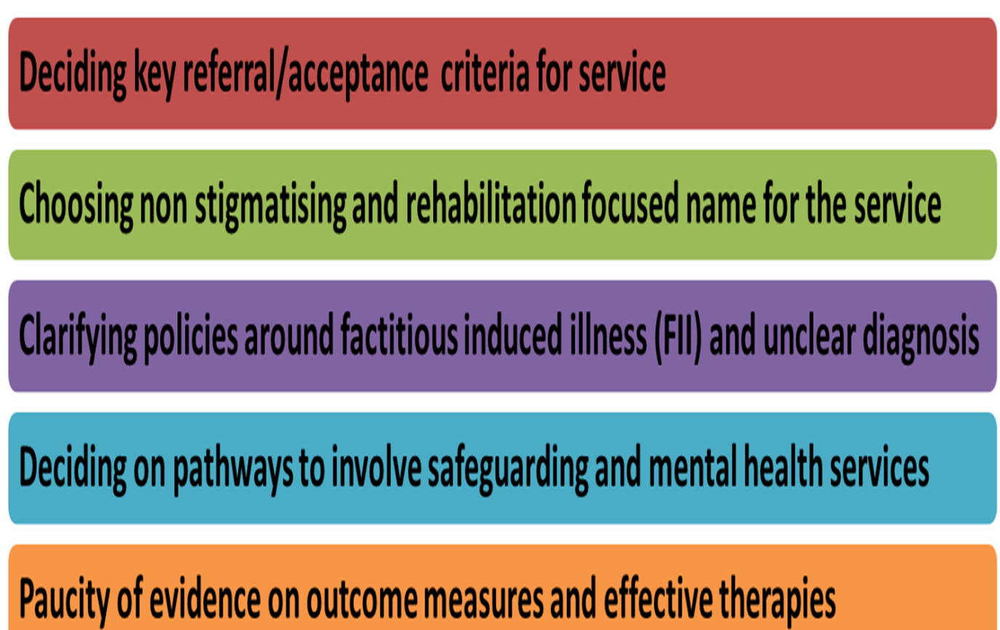 Deciding key referral/acceptance criteria for service
Choosing non stigmatising and rehabilitation focused name for the service
Clarifying policies around factitious induced illness (FII) and unclear diagnosis
Deciding on pathways to involve safeguarding and mental health services
Paucity of evidence on outcome measures and effective therapies